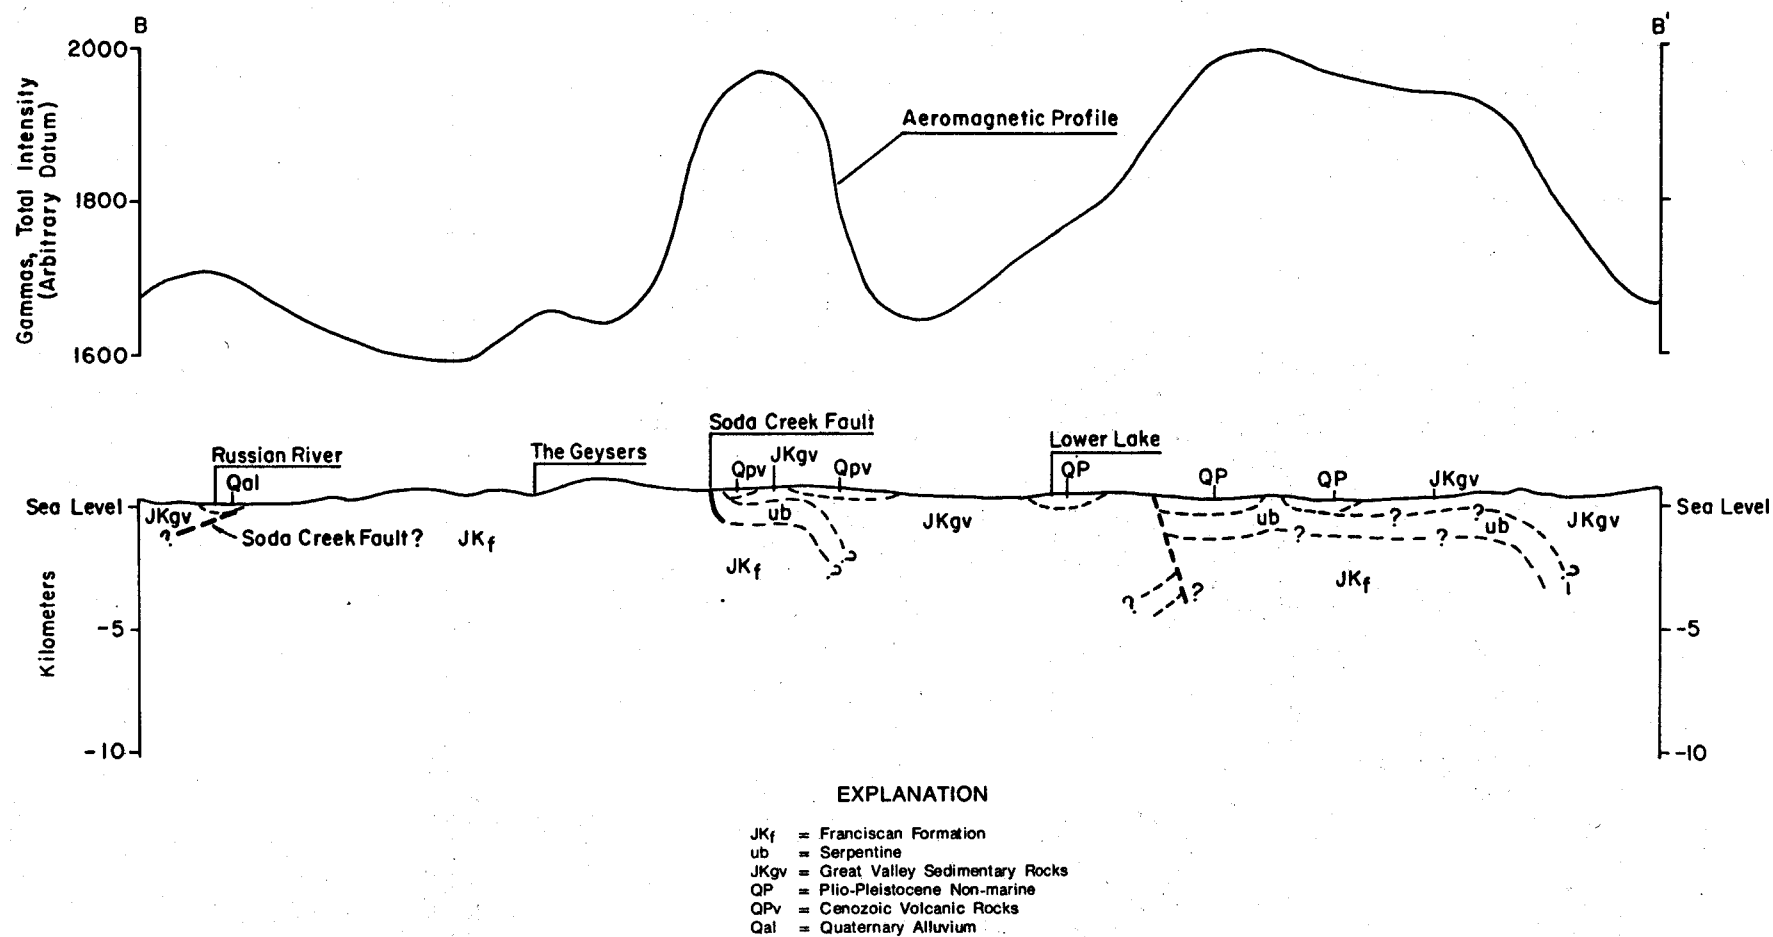 B
B'
2000
1800
1600
Gammas, Total Intensity
(Arbitrary Datum)
Aeromagnetic Profile
Soda Creek Fault
Russian River
The Geysers
Lower Lake
Qal
Qpv
JKgv
Qpv
QP
QP
QP
JKgv
Sea Level
Sea Level
JKgv
?
Soda Creek Fault?
JKf
ub
JKgv
JKf
?
?
ub
?
?
?
?
ub
JKgv
JKf
?
?
?
Kilometers
-5
-5
-10
-10
EXPLANATION
JKf = Franciscan Formation
ub = Serpentine
JKgv = Great Valley Sedimentary Rocks
QP = Plio-Pleistocene Non-marine
QPv = Cenozoic Volcanic Rocks
Qal = Quaternary Alluvium